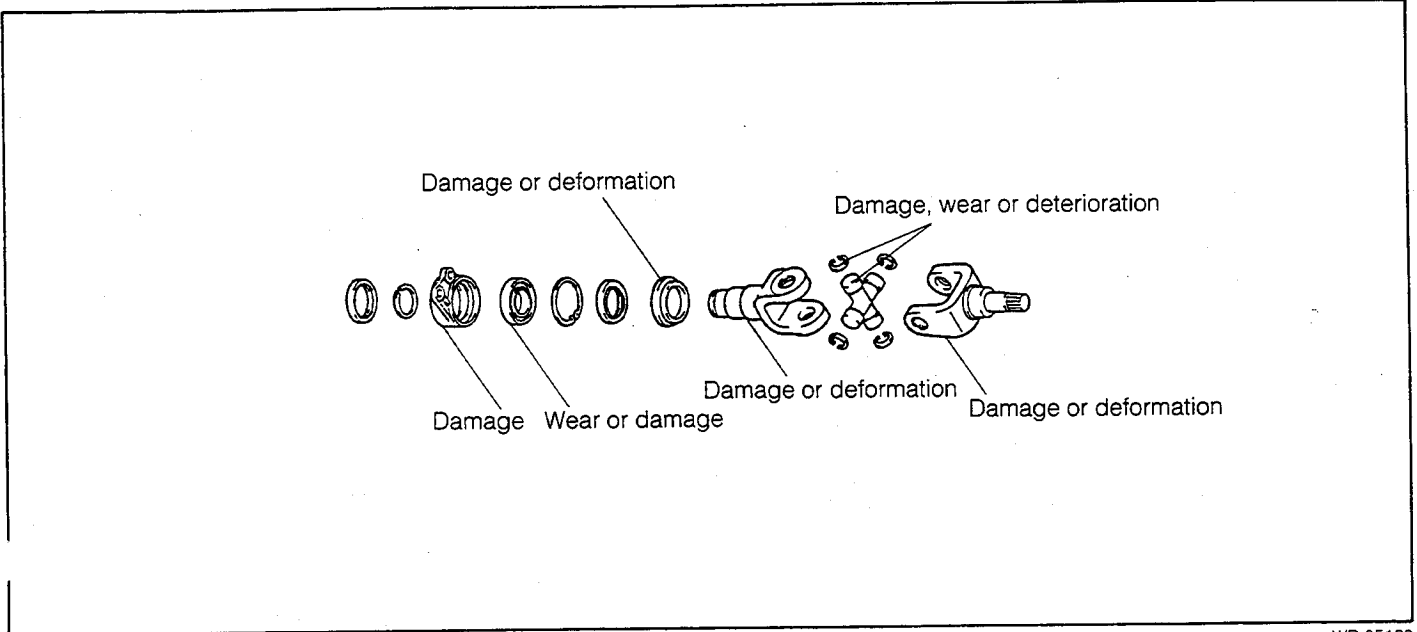 Damage or deformation
Damage, wear or deterioration
Damage or deformation
Damage or deformation
Damage
Wear or damage